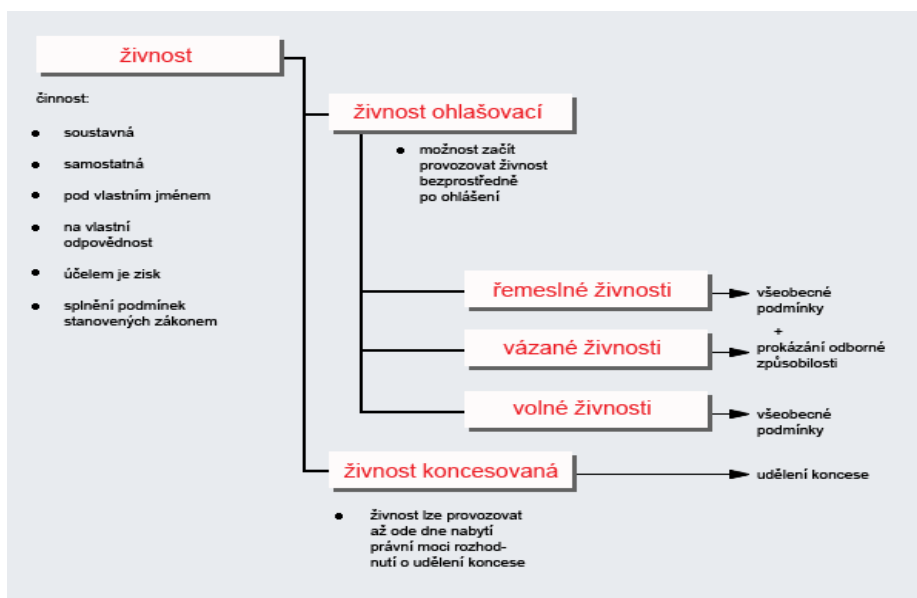 živnost
činnost:
soustavná
samostatná
pod vlastním jménem
na vlastní
odpovědnost
účelem je zisk
splnění podmínek
stanovených zákonem
živnost ohlašovací
možnost začít
provozovat živnost
bezprostředně
po ohlášení
řemeslné živnosti
všeobecné
podmínky
+
prokázání odborné
způsobilosti
vázané živnosti
volné živnosti
všeobecné
podmínky
živnost koncesovaná
udělení koncese
živnost lze provozovat
až ode dne nabytí
právní moci rozhod-
nutí o udělení koncese